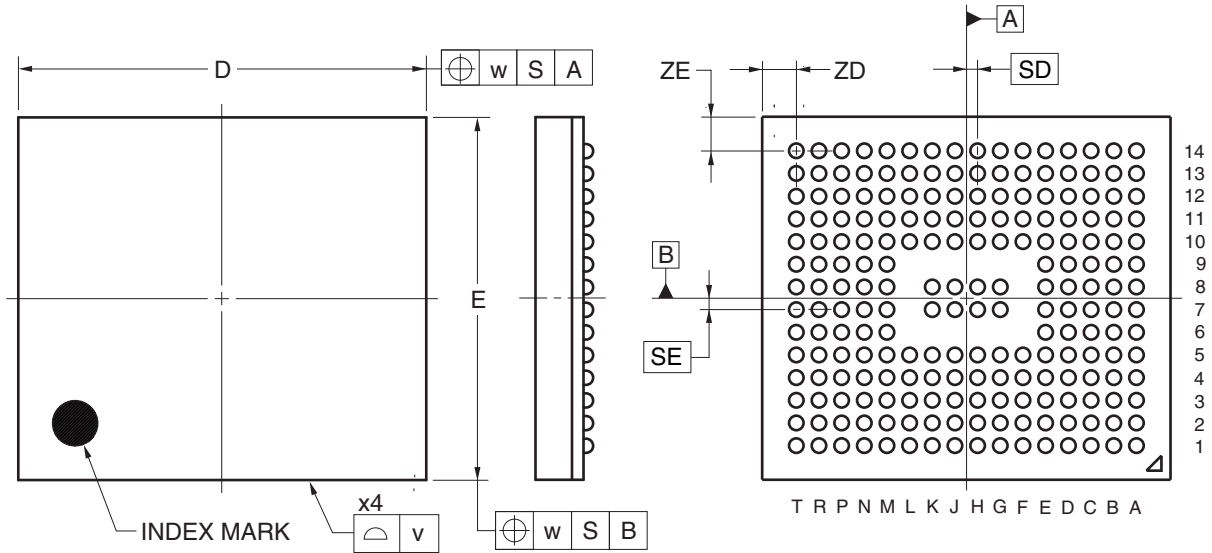 D
w S A
E
INDEX MARK
x4
v
w S B
A
ZE
ZD
SD
B
SE
14
13
12
11
10
9
8
7
6
5
4
3
2
1
T R P N M L K J H G F E D C B A